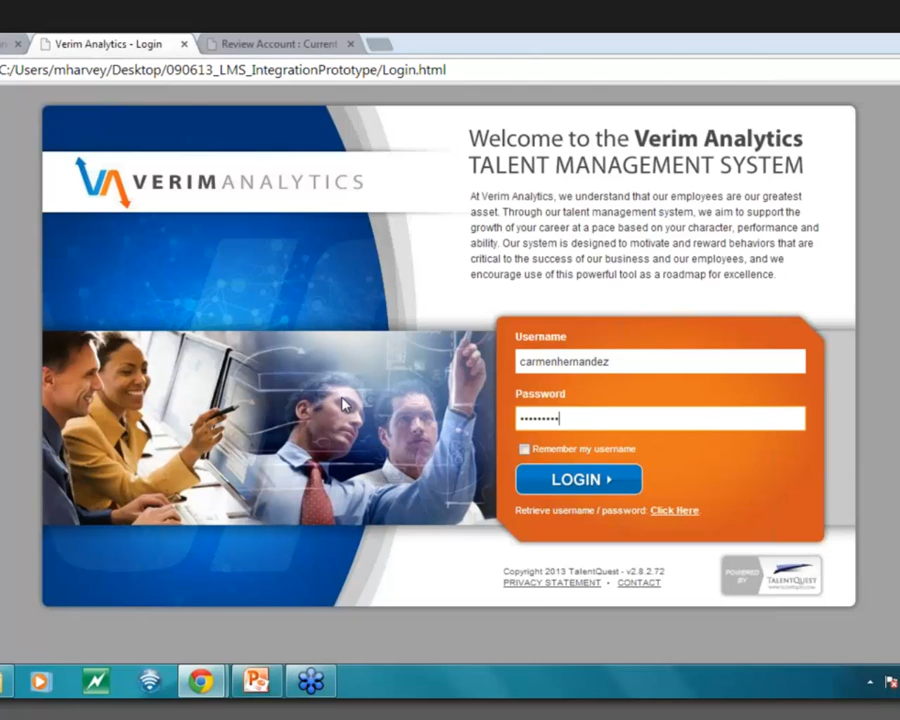 Verim Analytics - Login
Review Account : Current
C:/Users/mharvey/Desktop/090613_LMS_IntegrationPrototype/Login.html
VERIMANALYTICS
Welcome to the Verim Analytics
TALENT MANAGEMENT SYSTEM
At Verim Analytics, we understand that our employees are our greatest
asset. Through our talent management system, we aim to support the
growth of your career at a pace based on your character, performance and
ability. Our system is designed to motivate and reward behaviors that are
critical to the success of our business and our employees, and we
encourage use of this powerful tool as a roadmap for excellence.
Username
carmenhernandez
Password
•••••••••
Remember my username
LOGIN
Retrieve username / password: Click Here
Copyright 2013 TalentQuest - v2.8.2.72
PRIVACY STATEMENT • CONTACT
POWERED
BY
TALENTQUEST